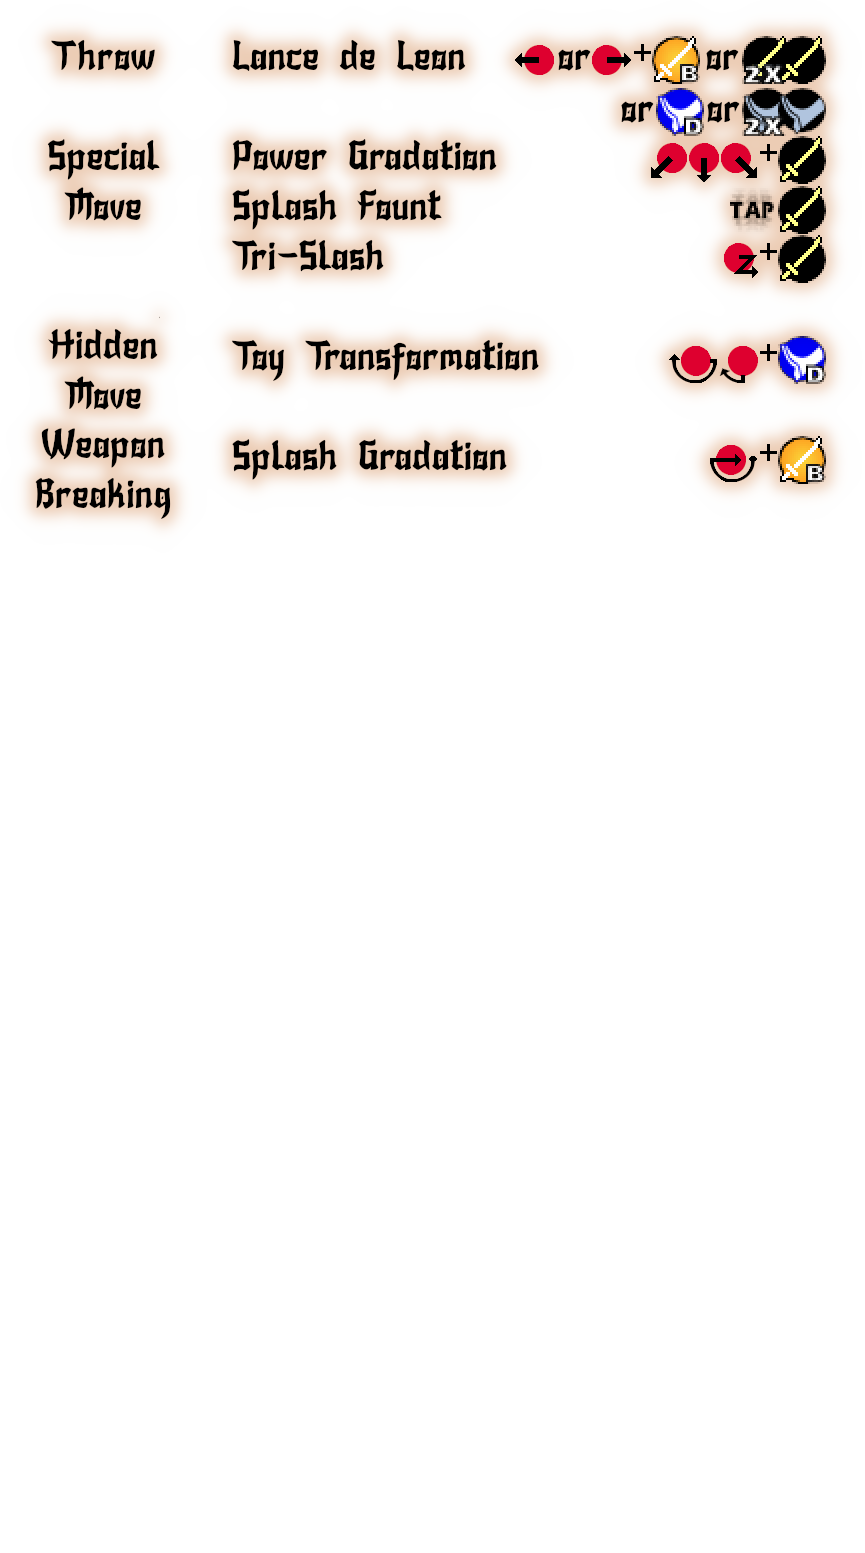 Throw Lance de Leon or + B or 2X
or D or 2X
Special Power Gradation +
Move Splash Fount TAP
Tri-Slash +
Hidden
Toy Transformation + D
Move
Weapon
Splash Gradation + B
Breaking